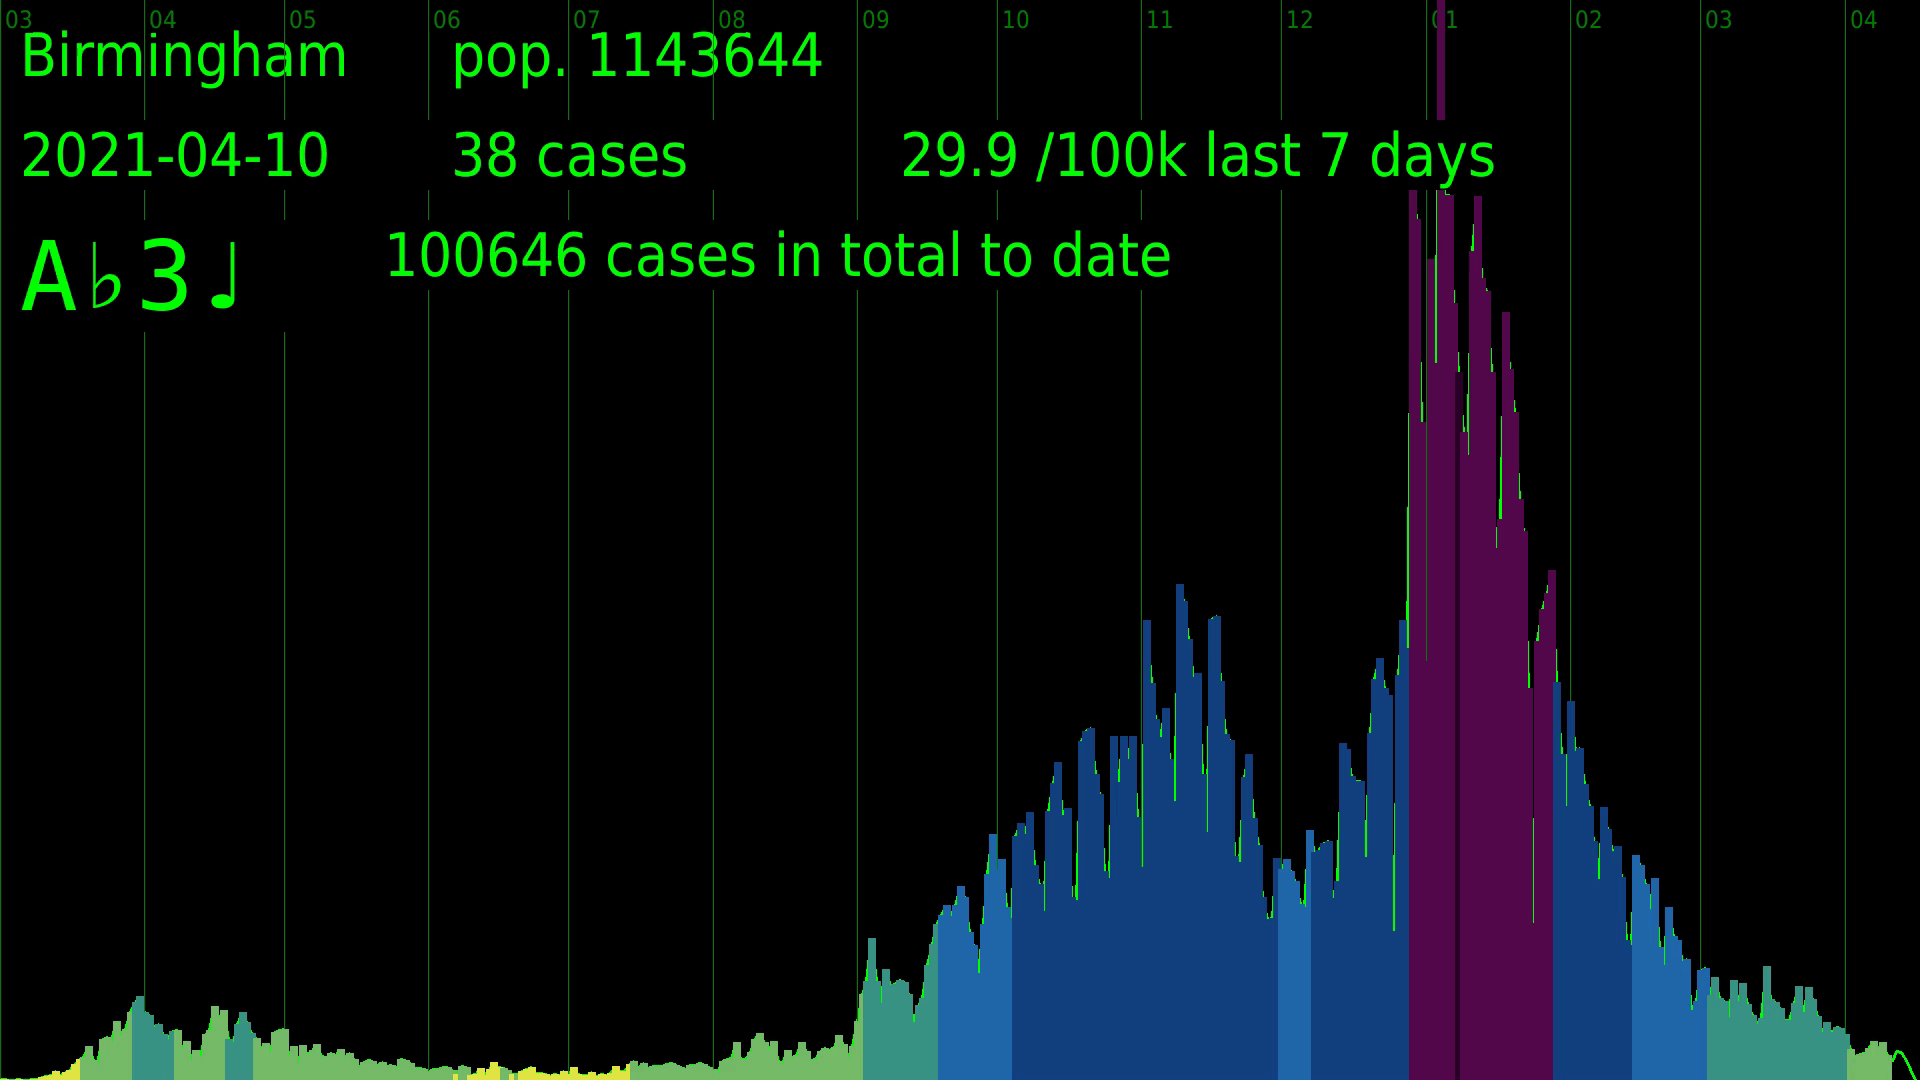 03 04 05 06 07 08 09 10 11 12 01 02 03 04
Birmingham pop. 1143644
2021-04-10 38 cases 29.9 /100k last 7 days
A♭3♩ 100646 cases in total to date